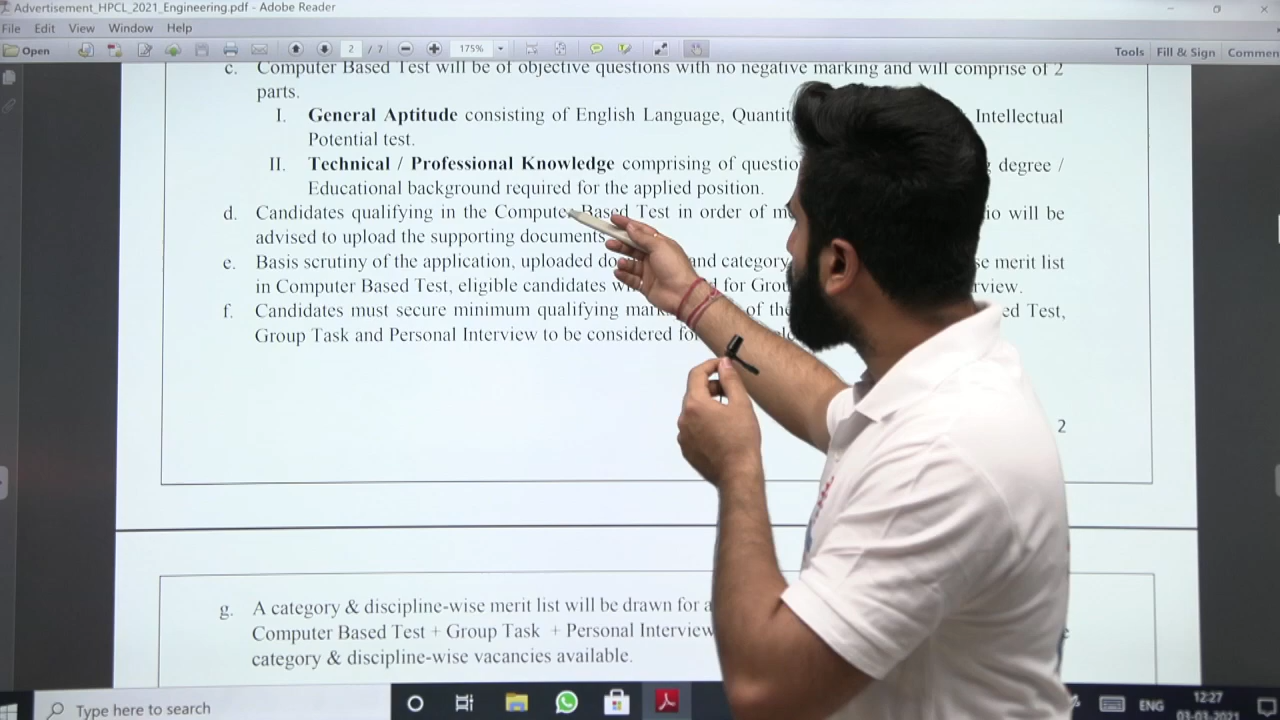 Advertisement_HPCL_2021_Engineering.pdf - Adobe Reader
File Edit View Window Help
Open 2 / 7 175% Tools Fill & Sign Commen
c. Computer Based Test will be of objective questions with no negative marking and will comprise of 2
parts.
I. General Aptitude consisting of English Language, Quantit Intellectual
Potential test.
II. Technical / Professional Knowledge comprising of questio degree /
Educational background required for the applied position.
d. Candidates qualifying in the Compute Based Test in order of m io will be
advised to upload the supporting documents
e. Basis scrutiny of the application, uploaded do and category se merit list
in Computer Based Test, eligible candidates w d for Grou rview.
f. Candidates must secure minimum qualifying mark of the ed Test,
Group Task and Personal Interview to be considered fo
2
g. A category & discipline-wise merit list will be drawn for a
Computer Based Test + Group Task + Personal Interview
category & discipline-wise vacancies available.
Type here to search ENG 12:27
03-03-2021